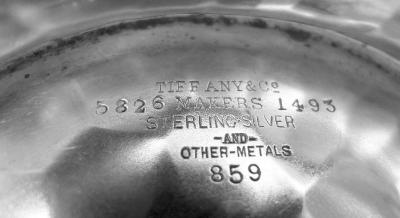 TIFFANY & Co
5826 MAKERS 1493
STERLING-SILVER
-AND-
OTHER-METALS
859